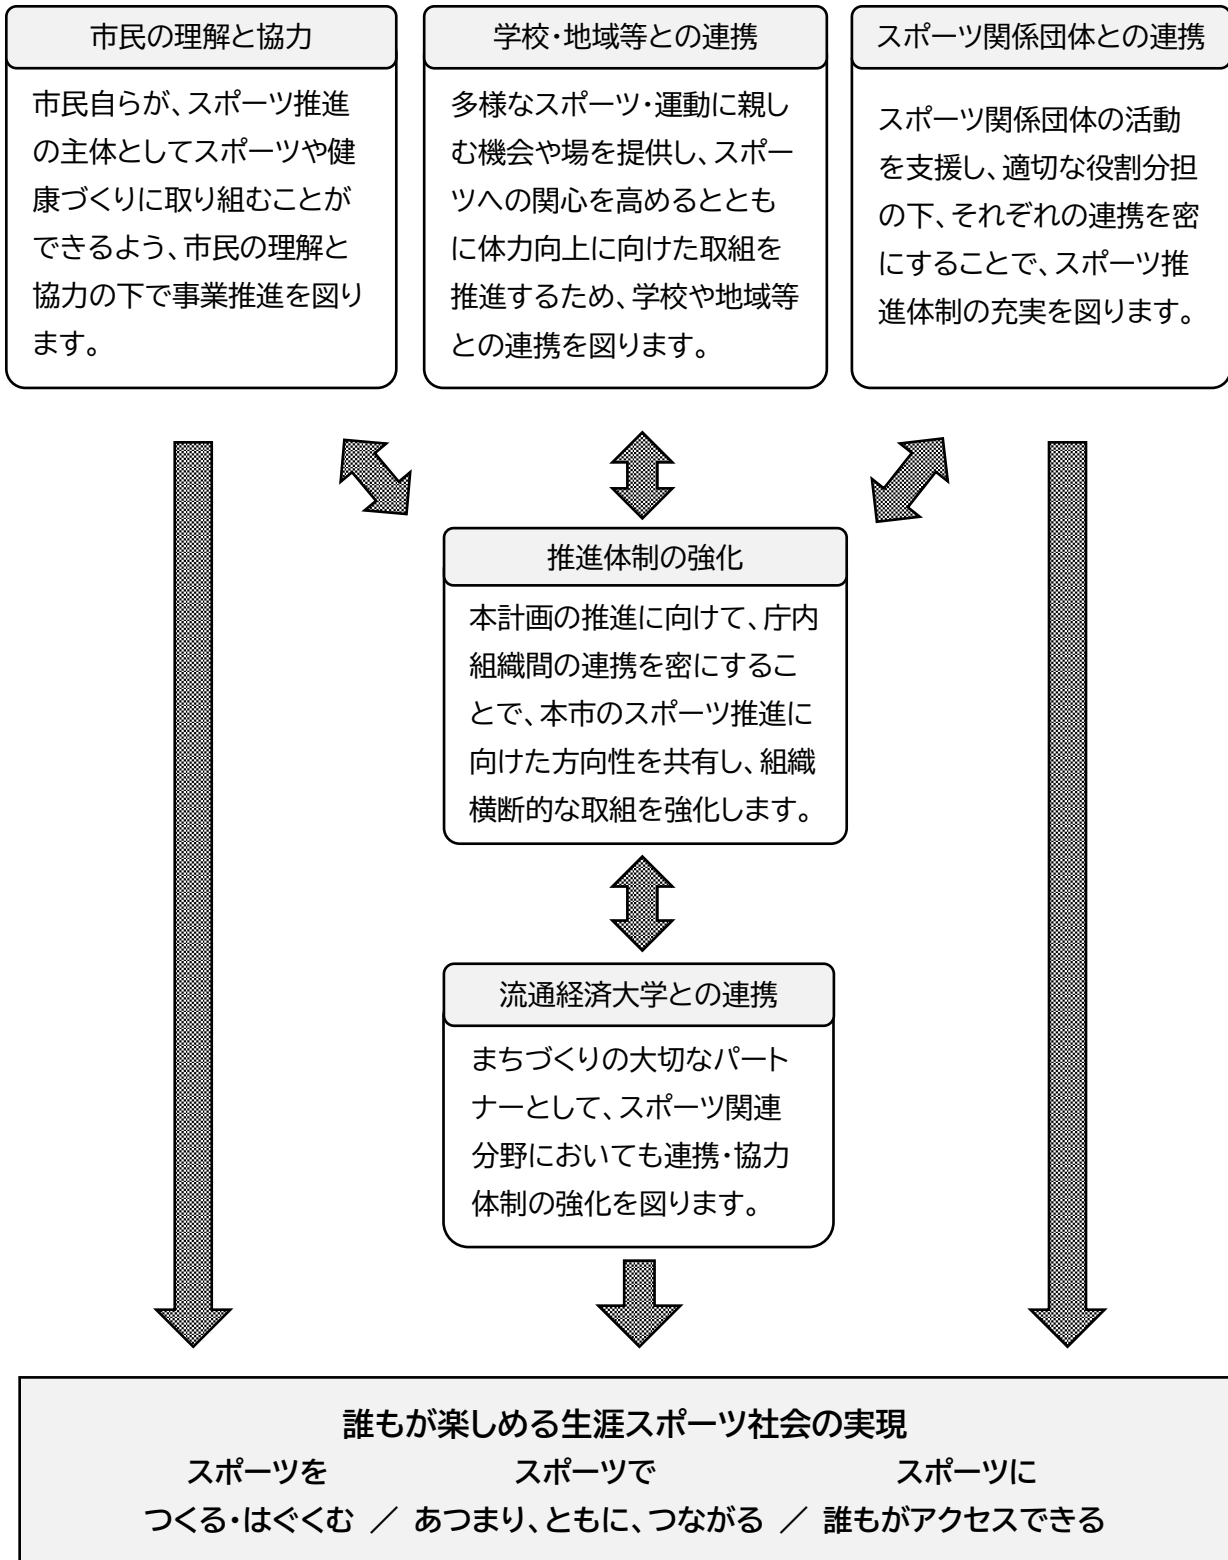 市民の理解と協力
市民自らが、スポーツ推進
の主体としてスポーツや健
康づくりに取り組むことが
できるよう、市民の理解と
協力の下で事業推進を図り
ます。
学校・地域等との連携
多様なスポーツ・運動に親し
む機会や場を提供し、スポー
ツへの関心を高めるととも
に体力向上に向けた取組を
推進するため、学校や地域等
との連携を図ります。
スポーツ関係団体との連携
スポーツ関係団体の活動
を支援し、適切な役割分担
の下、それぞれの連携を密
にすることで、スポーツ推
進体制の充実を図ります。
推進体制の強化
本計画の推進に向けて、庁内
組織間の連携を密にするこ
とで、本市のスポーツ推進に
向けた方向性を共有し、組織
横断的な取組を強化します。
流通経済大学との連携
まちづくりの大切なパート
ナーとして、スポーツ関連
分野においても連携・協力
体制の強化を図ります。
誰もが楽しめる生涯スポーツ社会の実現
スポーツを スポーツで スポーツに
つくる・はぐくむ ／ あつまり、ともに、つながる ／ 誰もがアクセスできる